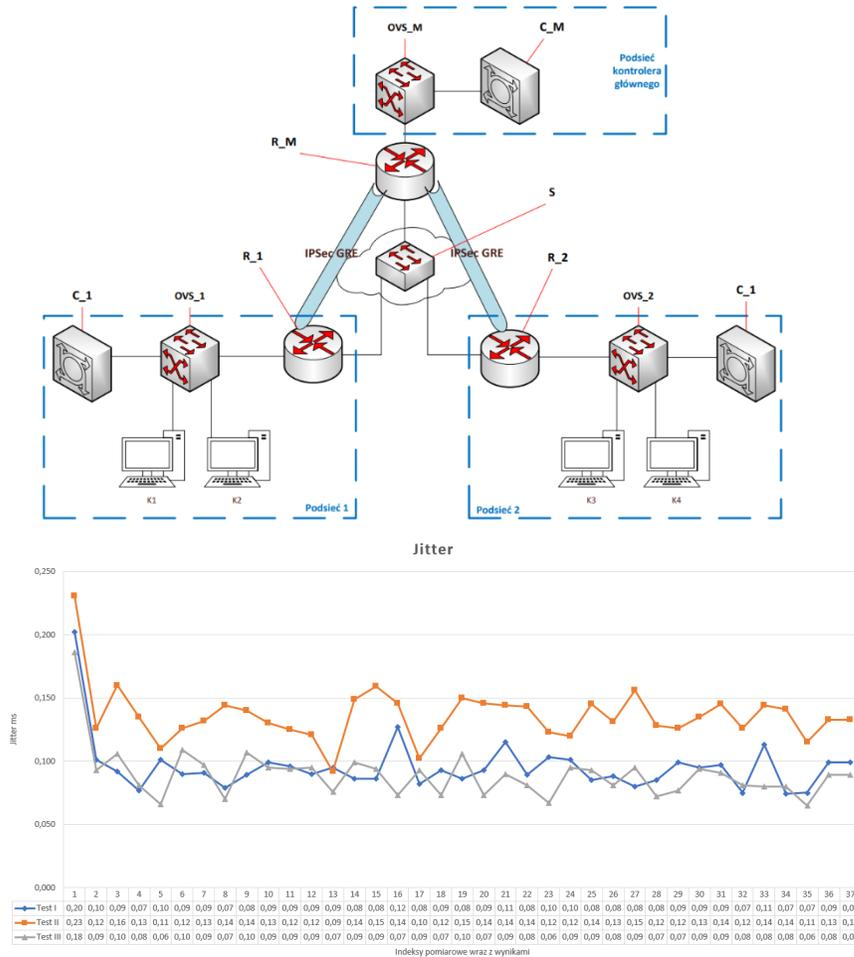 OVS_M
C_M
Podsieć
kontrolera
głównego
R_M
S
IPSec GRE
IPSec GRE
R_1
R_2
C_1
OVS_1
OVS_2
C_1
K1
K2
K3
K4
Podsieć 1
Podsieć 2
Jitter
0,250
0,200
0,150
0,100
0,050
0,000
Jitter ms
1 2 3 4 5 6 7 8 9 10 11 12 13 14 15 16 17 18 19 20 21 22 23 24 25 26 27 28 29 30 31 32 33 34 35 36 37
Test I 0,20 0,10 0,09 0,07 0,10 0,09 0,09 0,07 0,08 0,09 0,09 0,09 0,09 0,08 0,08 0,12 0,08 0,09 0,08 0,09 0,11 0,08 0,10 0,10 0,08 0,08 0,08 0,08 0,09 0,09 0,09 0,07 0,11 0,07 0,07 0,09
Test II 0,23 0,12 0,16 0,13 0,11 0,12 0,13 0,14 0,14 0,13 0,12 0,12 0,09 0,14 0,15 0,14 0,10 0,12 0,15 0,14 0,14 0,14 0,12 0,12 0,14 0,13 0,15 0,12 0,12 0,13 0,14 0,12 0,14 0,14 0,11 0,13
Test III 0,18 0,09 0,10 0,08 0,06 0,10 0,09 0,07 0,10 0,09 0,09 0,09 0,07 0,09 0,09 0,07 0,09 0,07 0,10 0,07 0,09 0,08 0,06 0,09 0,09 0,08 0,09 0,07 0,07 0,09 0,09 0,08 0,08 0,08 0,06 0,08
Indeksy pomiarowe wraz z wynikami